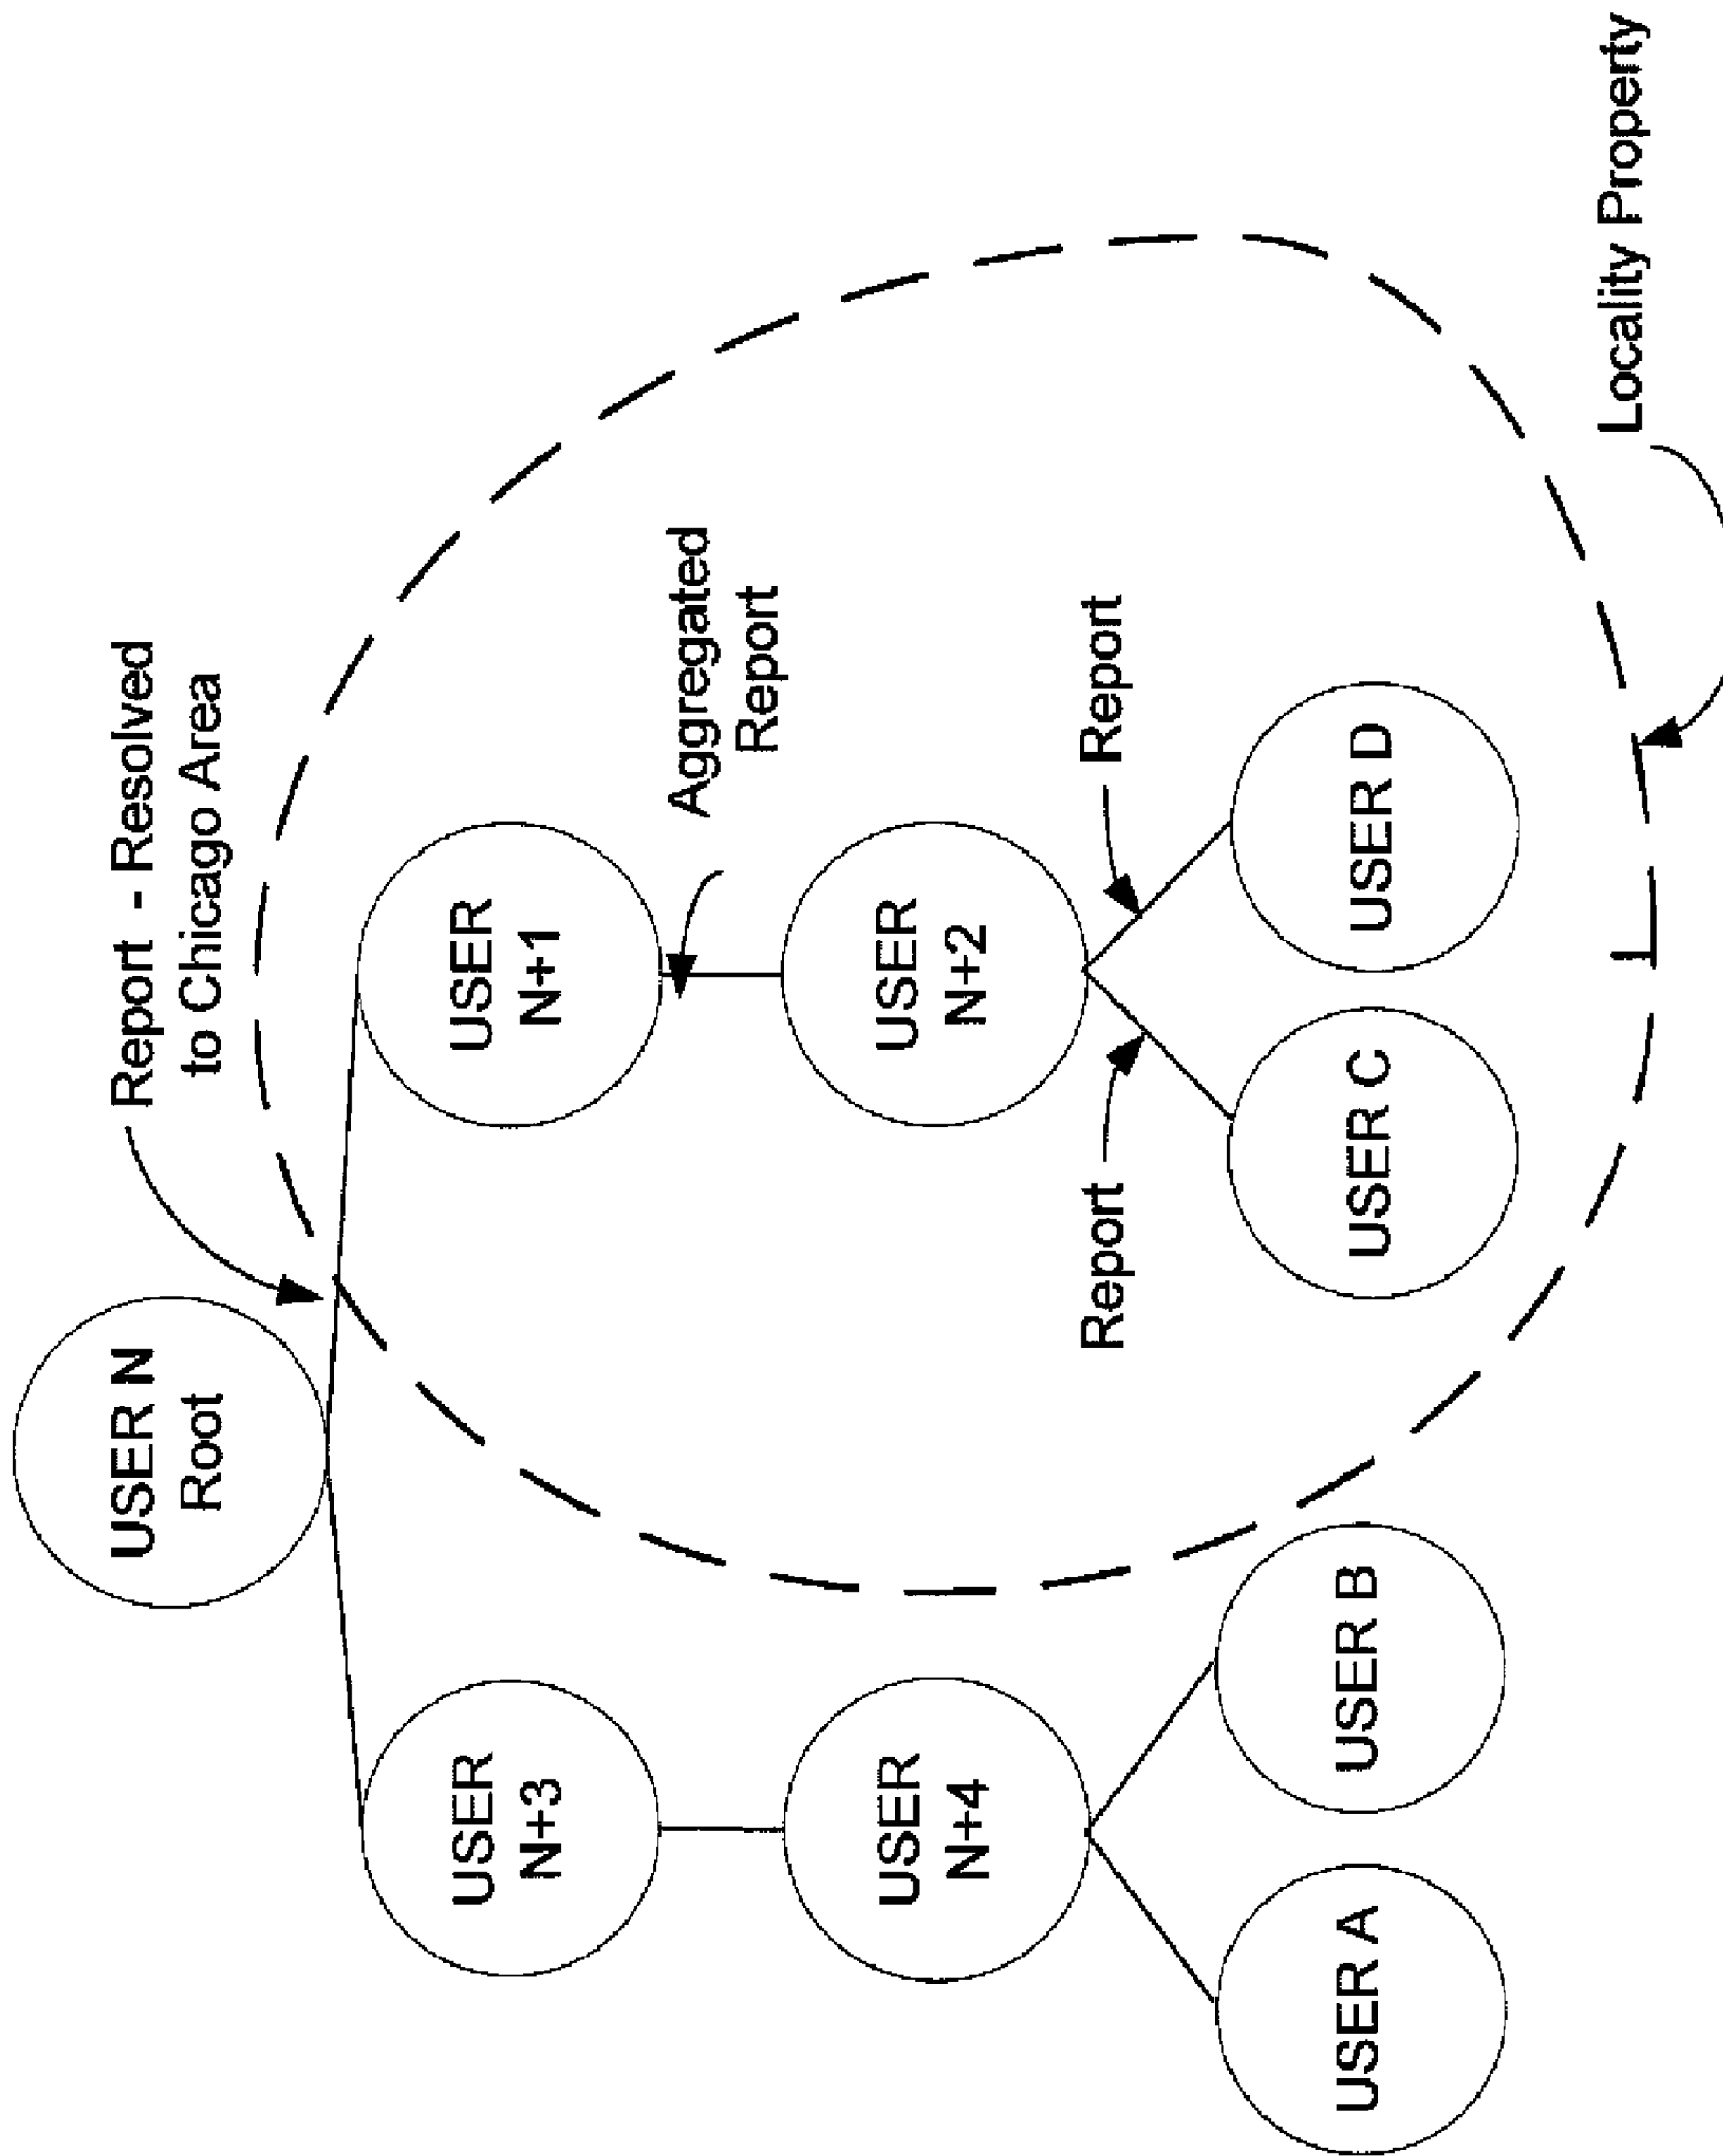 USER N
Root
Report - Resolved
to Chicago Area
USER
N+3
USER
N+1
Aggregated
Report
USER
N+4
USER
N+2
Report
Report
USER A
USER B
USER C
USER D
Locality Property